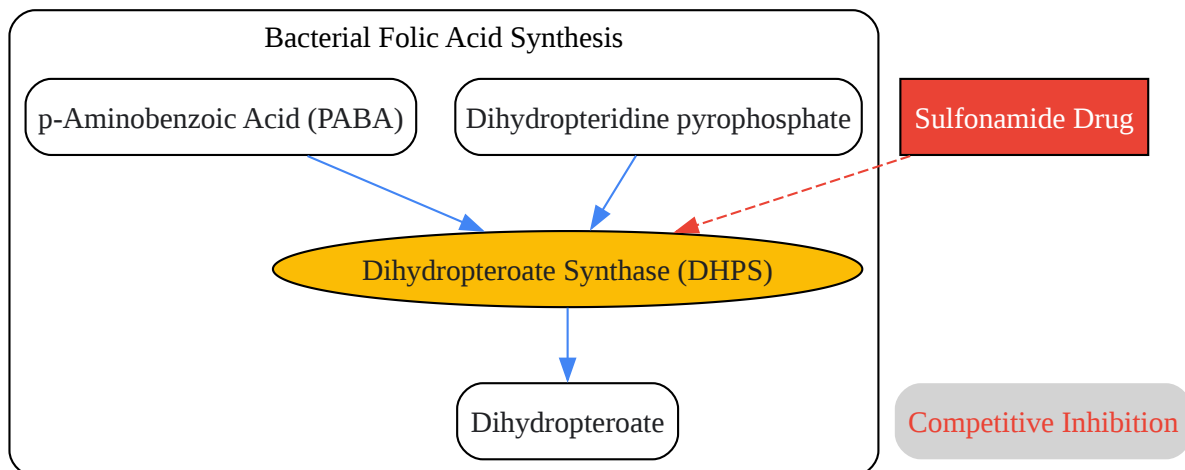 Bacterial Folic Acid Synthesis
p-Aminobenzoic Acid (PABA)
Dihydropteridine pyrophosphate
Sulfonamide Drug
Dihydropteroate Synthase (DHPS)
Dihydropteroate
Competitive Inhibition